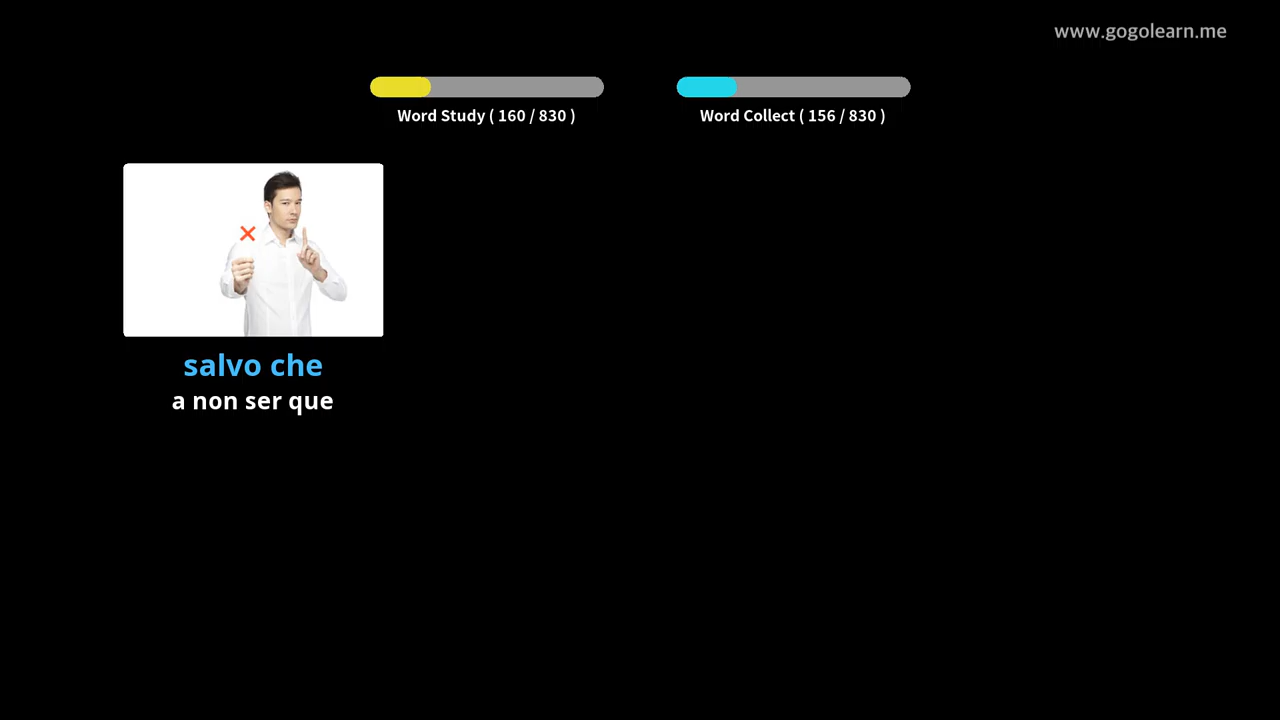 www.gogolearn.me
Word Study ( 160 / 830 )
Word Collect ( 156 / 830 )
salvo che
a non ser que